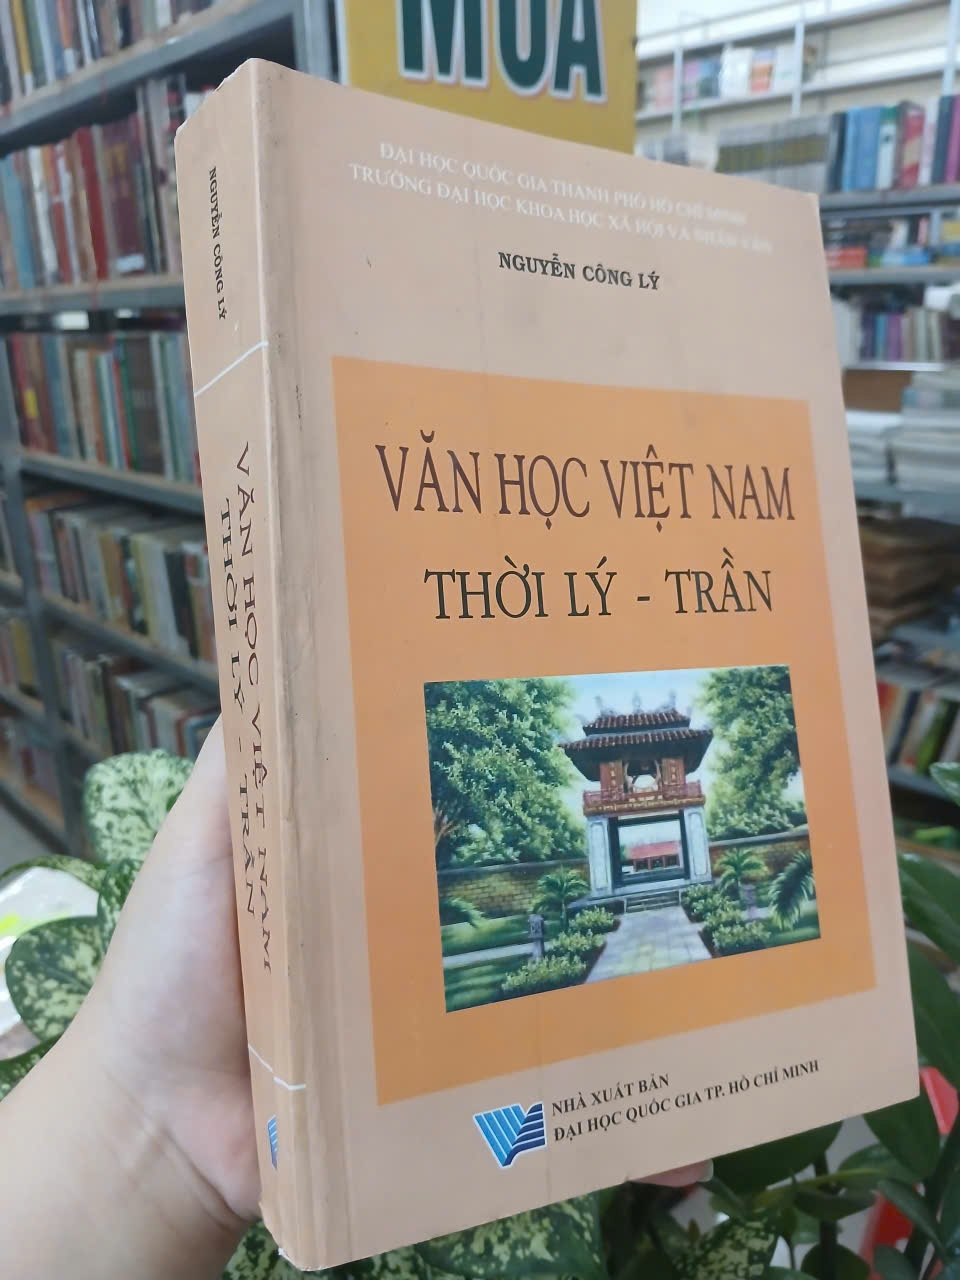 MUA
ĐẠI HỌC QUỐC GIA THÀNH PHỐ HỒ CHÍ MINH
TRƯỜNG ĐẠI HỌC KHOA HỌC XÃ HỘI VÀ NHÂN VĂN
NGUYỄN CÔNG LÝ
VĂN HỌC VIỆT NAM
THỜI LÝ - TRẦN
NHÀ XUẤT BẢN
ĐẠI HỌC QUỐC GIA TP. HỒ CHÍ MINH
NGUYỄN CÔNG LÝ
VĂN HỌC VIỆT NAM
THỜI LÝ - TRẦN